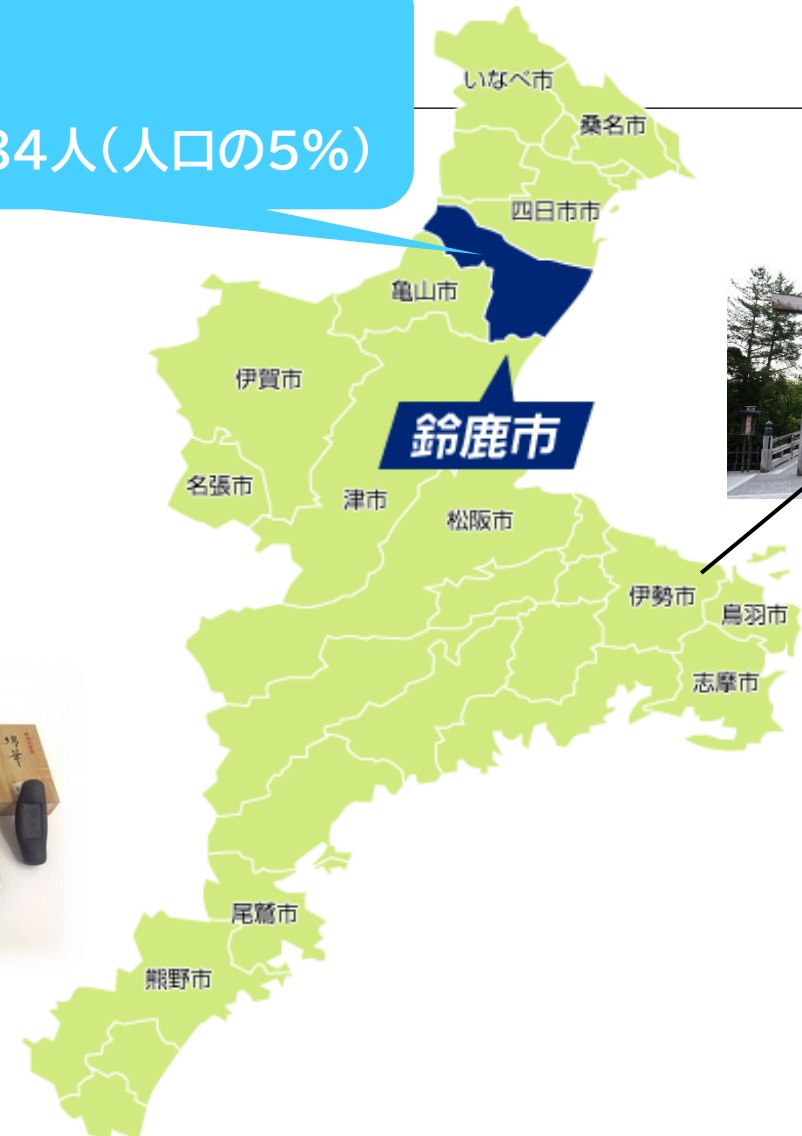 34人（人口の5％）
いなべ市
桑名市
四日市市
亀山市
伊賀市
鈴鹿市
名張市
津市
松阪市
伊勢市
鳥羽市
志摩市
尾鷲市
熊野市